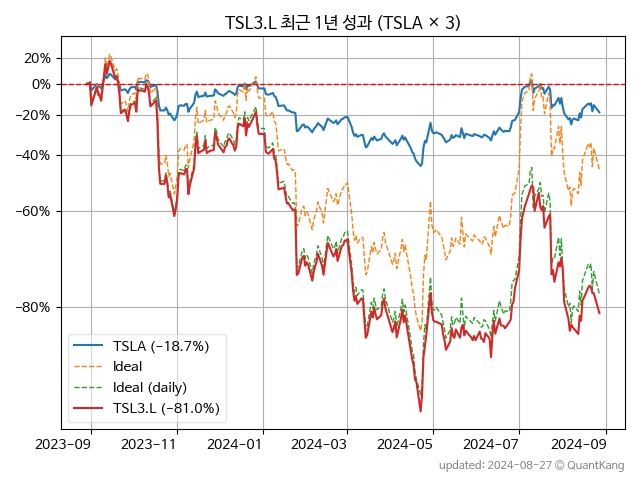 TSL3.L 최근 1년 성과 (TSLA × 3)
20%
0%
−20%
−40%
−60%
−80%
TSLA (−18.7%)
Ideal
Ideal (daily)
TSL3.L (−81.0%)
2023-09 2023-11 2024-01 2024-03 2024-05 2024-07 2024-09
updated: 2024-08-27 © QuantKang